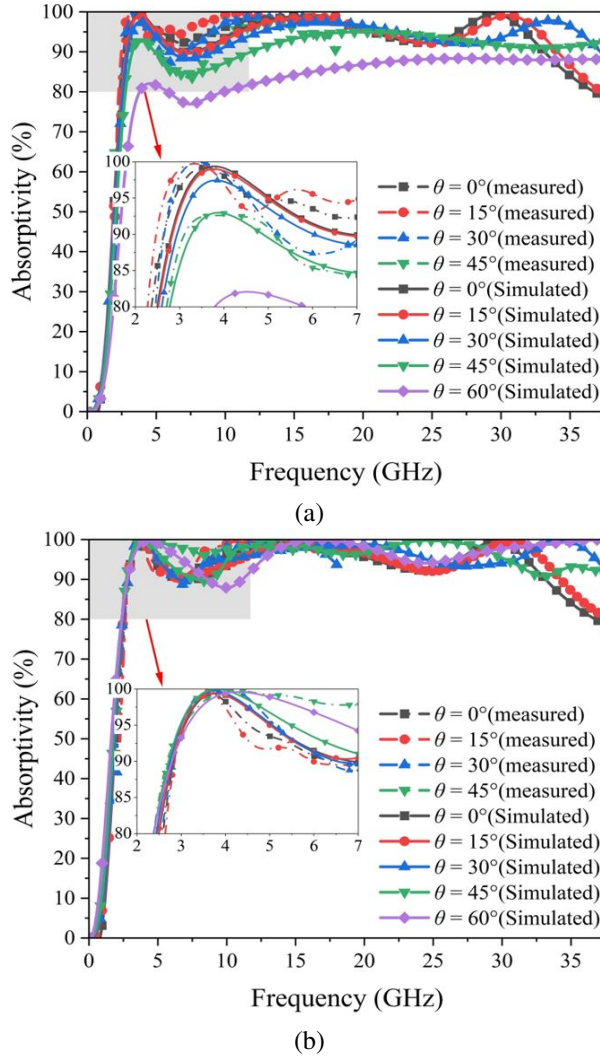 100
90
80
70
60
50
40
30
20
10
0
Absorptivity (%)
100
95
90
85
80
2 3 4 5 6 7
θ = 0°(measured)
θ = 15°(measured)
θ = 30°(measured)
θ = 45°(measured)
θ = 0°(Simulated)
θ = 15°(Simulated)
θ = 30°(Simulated)
θ = 45°(Simulated)
θ = 60°(Simulated)
0 5 10 15 20 25 30 35
Frequency (GHz)
(a)
100
90
80
70
60
50
40
30
20
10
0
Absorptivity (%)
100
95
90
85
80
2 3 4 5 6 7
θ = 0°(measured)
θ = 15°(measured)
θ = 30°(measured)
θ = 45°(measured)
θ = 0°(Simulated)
θ = 15°(Simulated)
θ = 30°(Simulated)
θ = 45°(Simulated)
θ = 60°(Simulated)
0 5 10 15 20 25 30 35
Frequency (GHz)
(b)